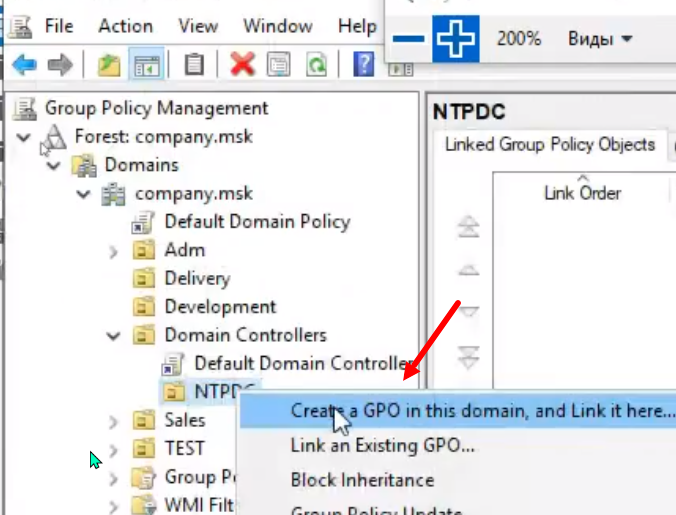 File Action View Window Help
200% Виды
Group Policy Management
Forest: company.msk
Domains
company.msk
Default Domain Policy
Adm
Delivery
Development
Domain Controllers
Default Domain Controller
NTPDC
Sales
TEST
Group P
WMI Filt
NTPDC
Linked Group Policy Objects
Link Order
Create a GPO in this domain, and Link it here...
Link an Existing GPO...
Block Inheritance
Group Policy Update